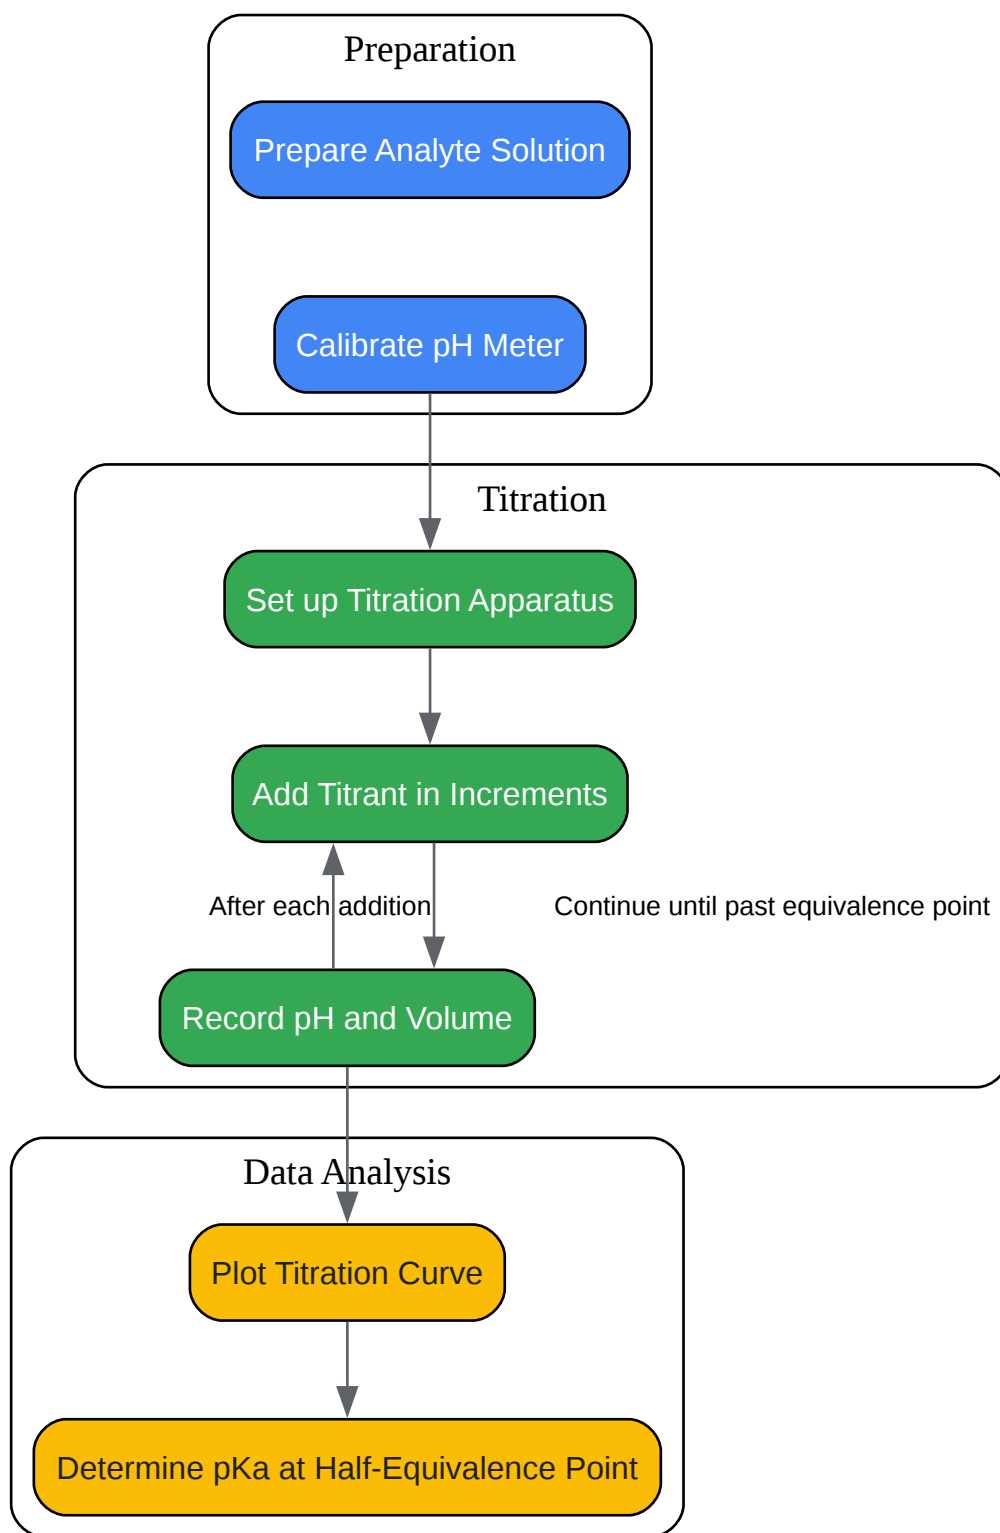 Preparation
Prepare Analyte Solution
Calibrate pH Meter
Titration
Set up Titration Apparatus
Add Titrant in Increments
After each addition
Continue until past equivalence point
Record pH and Volume
Data Analysis
Plot Titration Curve
Determine pKa at Half-Equivalence Point